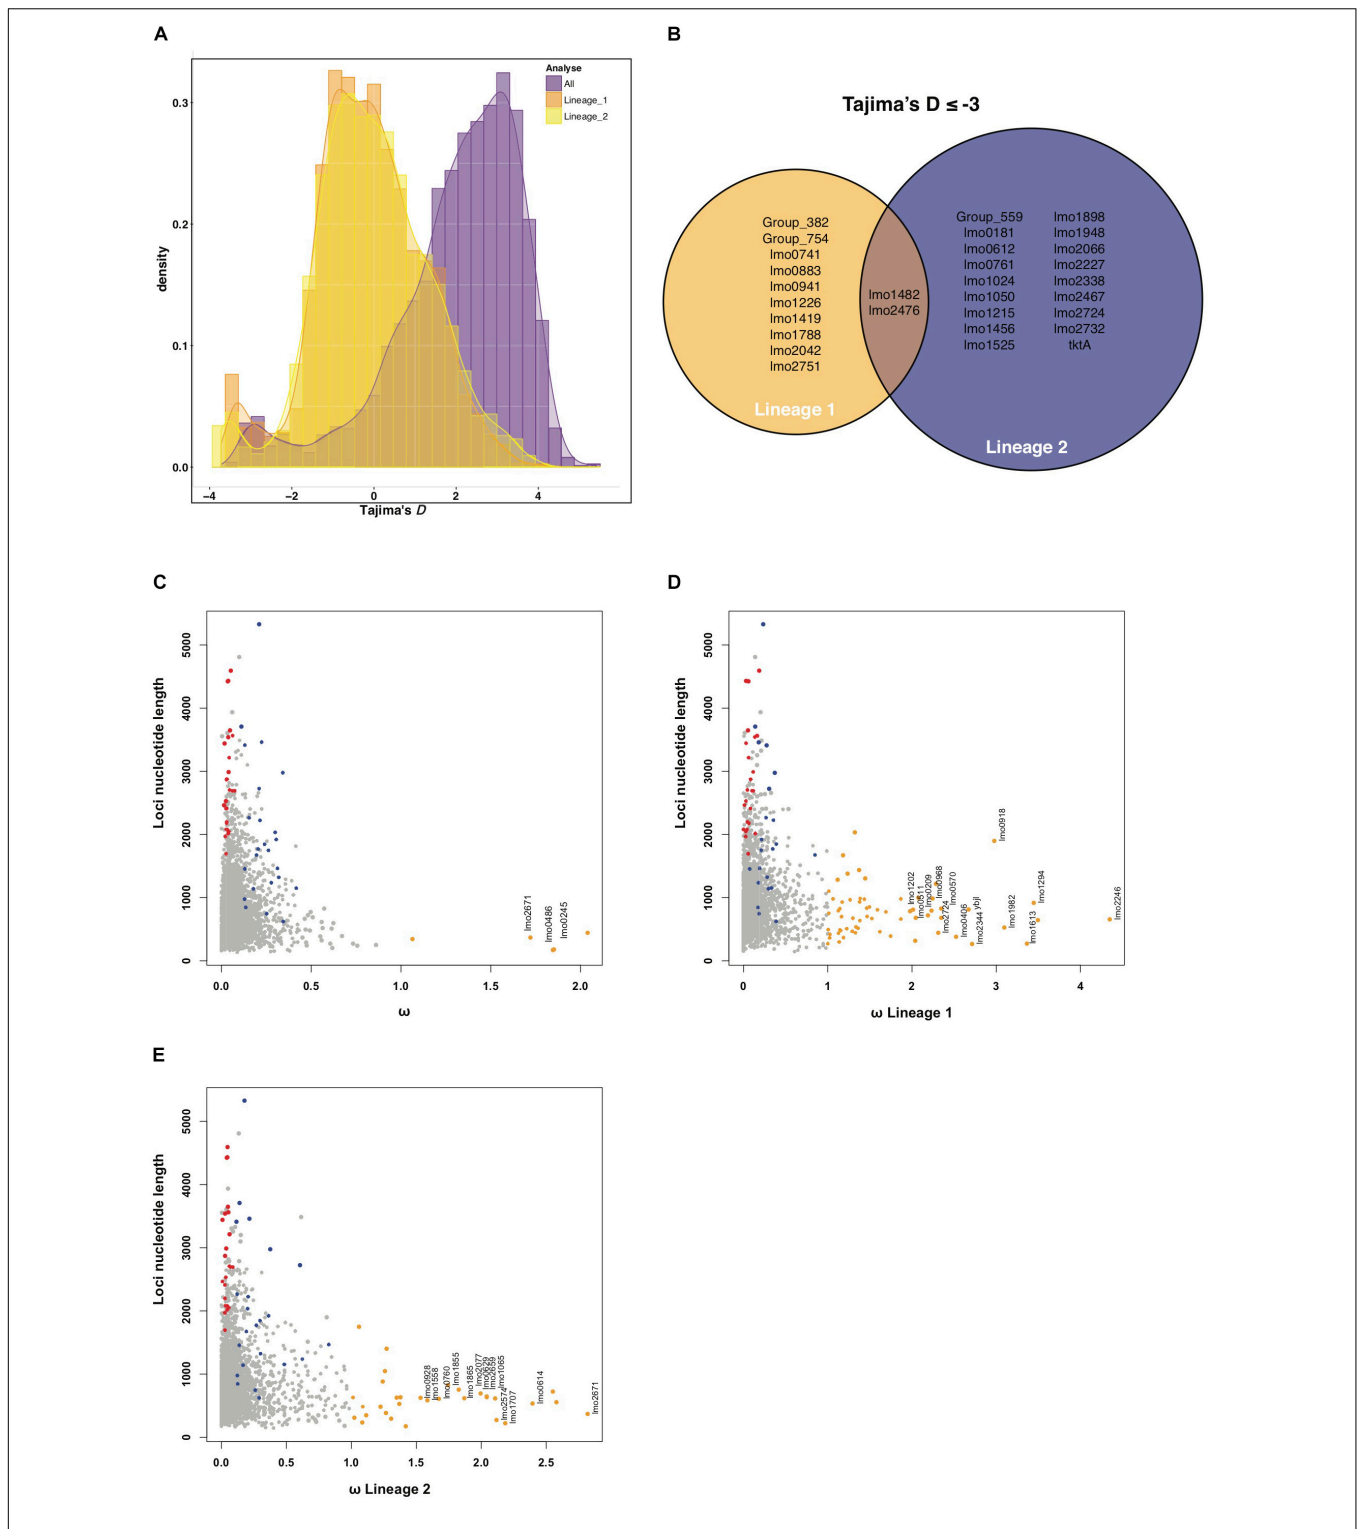 A
Analyse
All
Lineage_1
Lineage_2
0.3
0.2
0.1
0.0
density
−4
−2
0
2
4
Tajima's D
B
Tajima's D ≤ -3
Group_382
Group_754
lmo0741
lmo0883
lmo0941
lmo1226
lmo1419
lmo1788
lmo2042
lmo2751
Lineage 1
lmo1482
lmo2476
Group_559
lmo0181
lmo0612
lmo0761
lmo1024
lmo1050
lmo1215
lmo1456
lmo1525
lmo1898
lmo1948
lmo2066
lmo2227
lmo2338
lmo2467
lmo2724
lmo2732
tktA
Lineage 2
C
Loci nucleotide length
5000
4000
3000
2000
1000
0
lmo2671
lmo0486
lmo0245
0.0
0.5
1.0
1.5
2.0
ω
D
Loci nucleotide length
5000
4000
3000
2000
1000
0
lmo1202
lmo0511
lmo0209
lmo0968
lmo2724
lmo0570
lmo0406
lmo2344
ybjI
lmo0918
lmo1982
lmo1613
lmo1294
lmo2246
0
1
2
3
4
ω Lineage 1
E
Loci nucleotide length
5000
4000
3000
2000
1000
0
lmo0928
lmo1558
lmo0760
lmo1855
lmo1865
lmo2077
lmo0629
lmo2659
lmo1065
lmo2574
lmo1707
lmo0614
lmo2671
0.0
0.5
1.0
1.5
2.0
2.5
ω Lineage 2